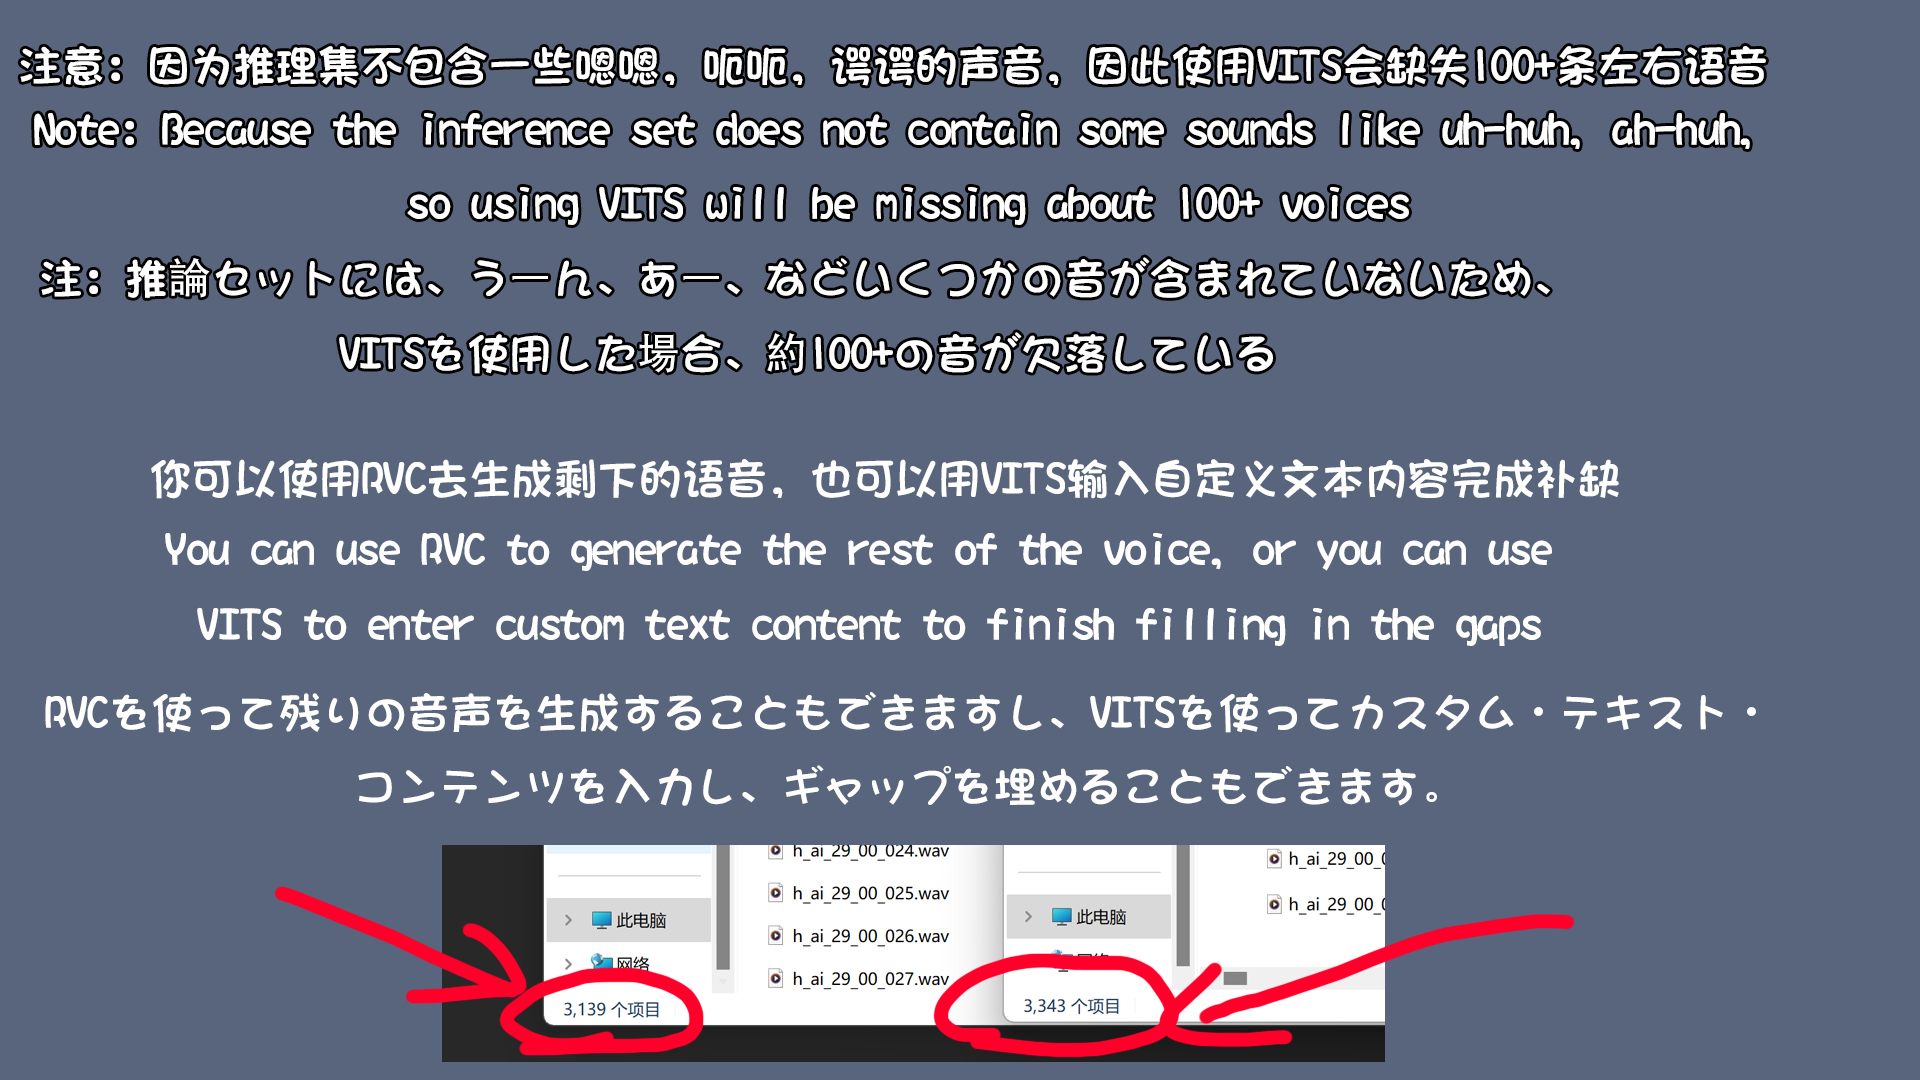 注意：因为推理集不包含一些嗯嗯，呃呃，谔谔的声音，因此使用VITS会缺失100+条左右语音
Note: Because the inference set does not contain some sounds like uh-huh, ah-huh,
so using VITS will be missing about 100+ voices
注：推論セットには、うーん、あー、などいくつかの音が含まれていないため、
VITSを使用した場合、約100+の音が欠落している
你可以使用RVC去生成剩下的语音，也可以用VITS输入自定义文本内容完成补缺
You can use RVC to generate the rest of the voice, or you can use
VITS to enter custom text content to finish filling in the gaps
RVCを使って残りの音声を生成することもできますし、VITSを使ってカスタム・テキスト・
コンテンツを入力し、ギャップを埋めることもできます。
h_ai_29_00_024.wav
h_ai_29_00_025.wav
h_ai_29_00_026.wav
h_ai_29_00_027.wav
此电脑
网络
3,139 个项目
h_ai_29_00_
h_ai_29_00_
此电脑
3,343 个项目